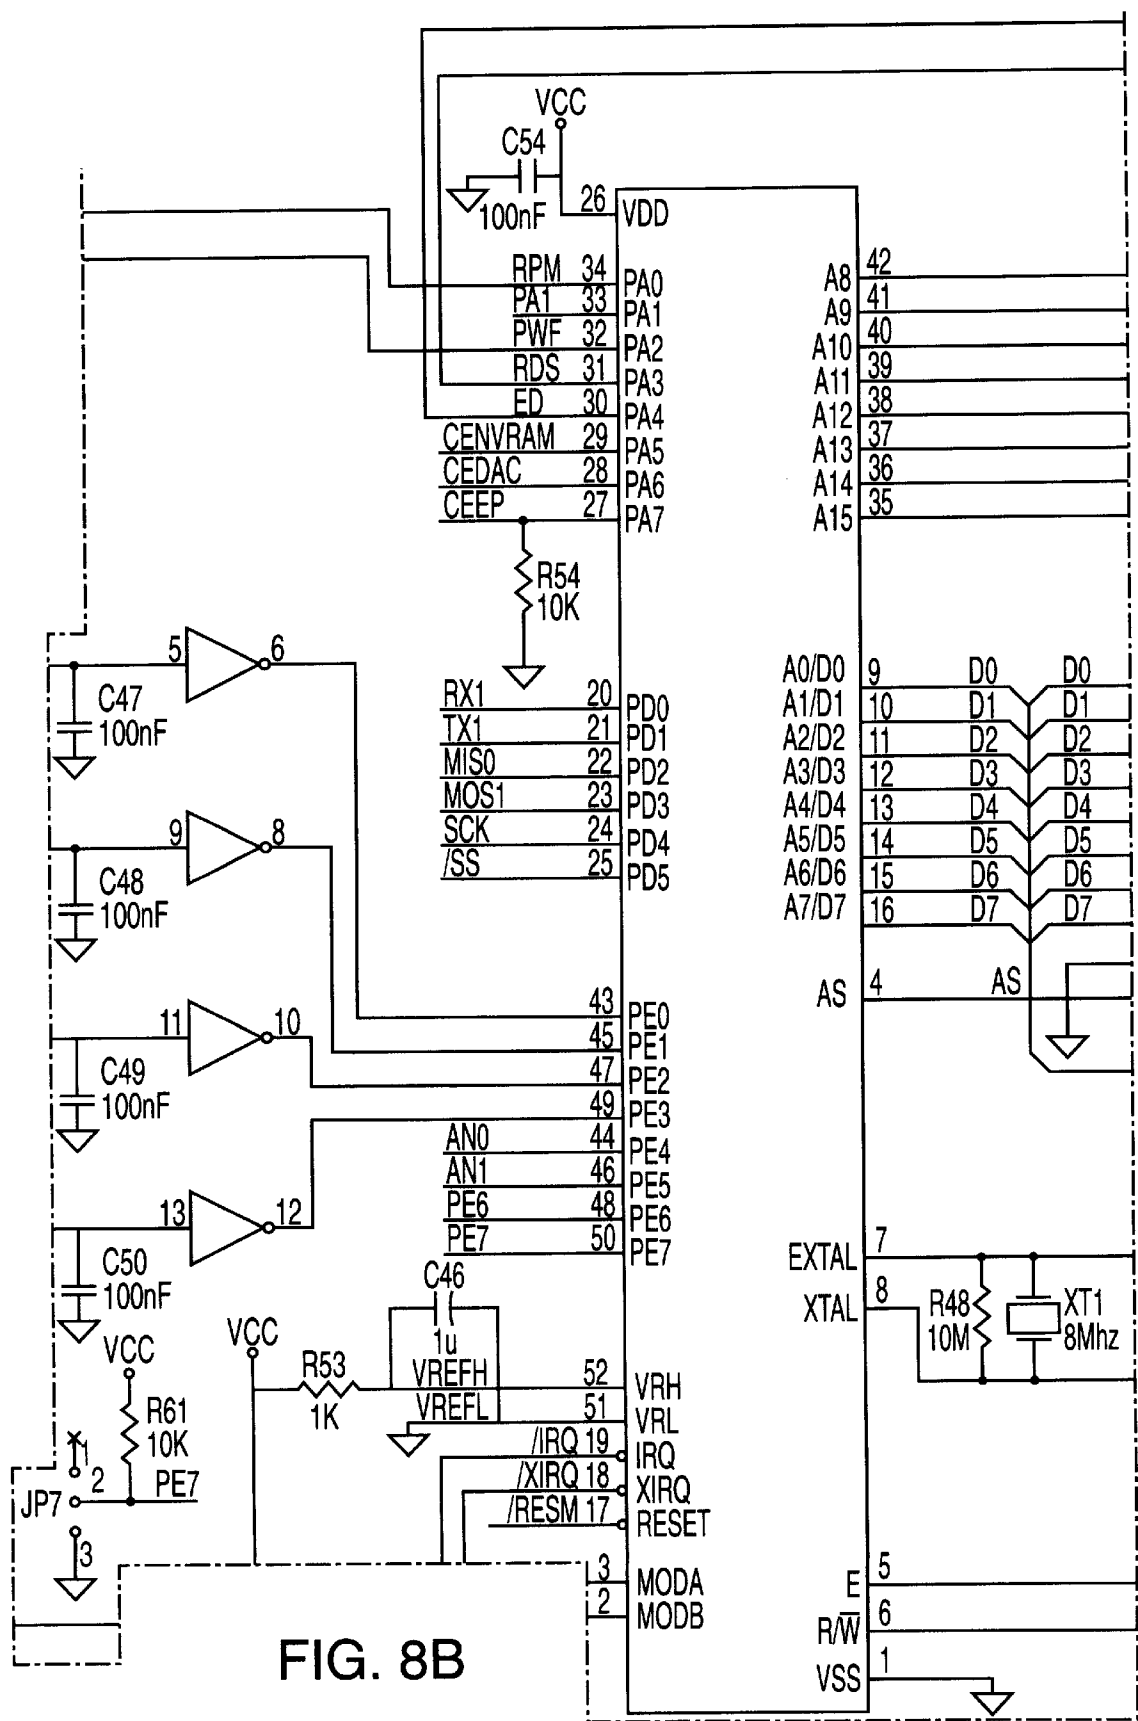 VCC
C54
100nF
26 VDD
RPM 34 PA0
PA1 33 PA1
PWF 32 PA2
RDS 31 PA3
ED 30 PA4
CENVRAM 29 PA5
CEDAC 28 PA6
CEEP 27 PA7
A8 42
A9 41
A10 40
A11 39
A12 38
A13 37
A14 36
A15 35
R54
10K
5 6
C47
100nF
9 8
C48
100nF
11 10
C49
100nF
13 12
C50
100nF
RX1 20 PD0
TX1 21 PD1
MIS0 22 PD2
MOS1 23 PD3
SCK 24 PD4
/SS 25 PD5
A0/D0 9 D0 D0
A1/D1 10 D1 D1
A2/D2 11 D2 D2
A3/D3 12 D3 D3
A4/D4 13 D4 D4
A5/D5 14 D5 D5
A6/D6 15 D6 D6
A7/D7 16 D7 D7
AS 4 AS
43 PE0
45 PE1
47 PE2
49 PE3
AN0 44 PE4
AN1 46 PE5
PE6 48 PE6
PE7 50 PE7
EXTAL 7
XTAL 8
R48
10M
XT1
8Mhz
C46
1u
VCC
R53
1K
VREFH 52 VRH
VREFL 51 VRL
/IRQ 19 IRQ
/XIRQ 18 XIRQ
/RESM 17 RESET
3 MODA
2 MODB
VCC
R61
10K
1
2 PE7
JP7
3
E 5
R/W̅ 6
VSS 1
FIG. 8B